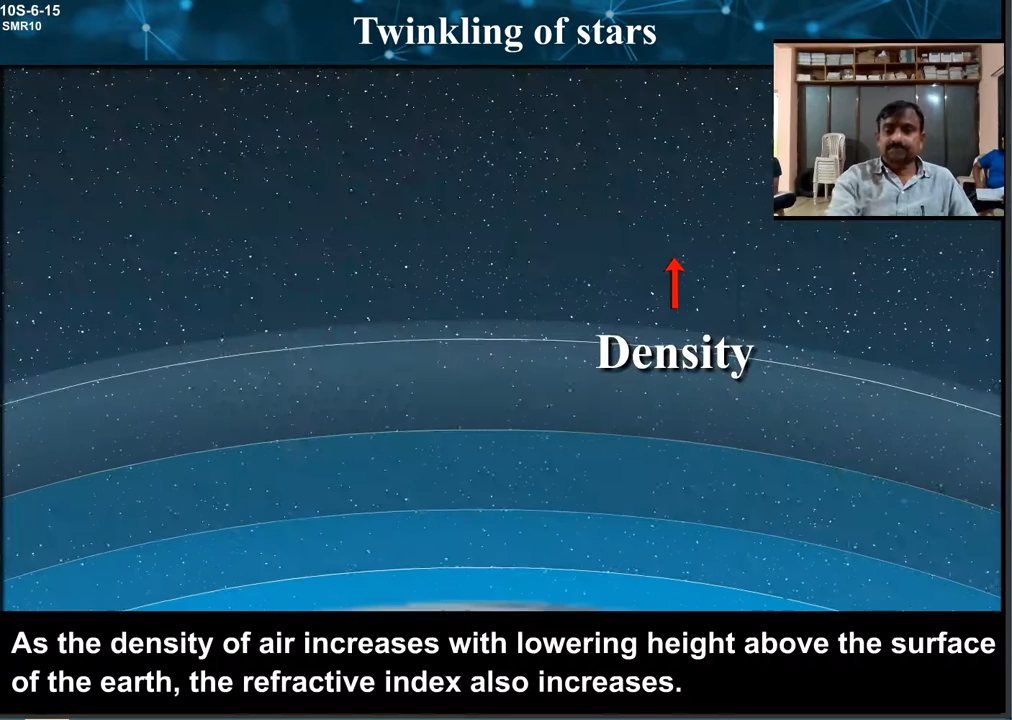 10S-6-15
SMR10
Twinkling of stars
Density
As the density of air increases with lowering height above the surface
of the earth, the refractive index also increases.